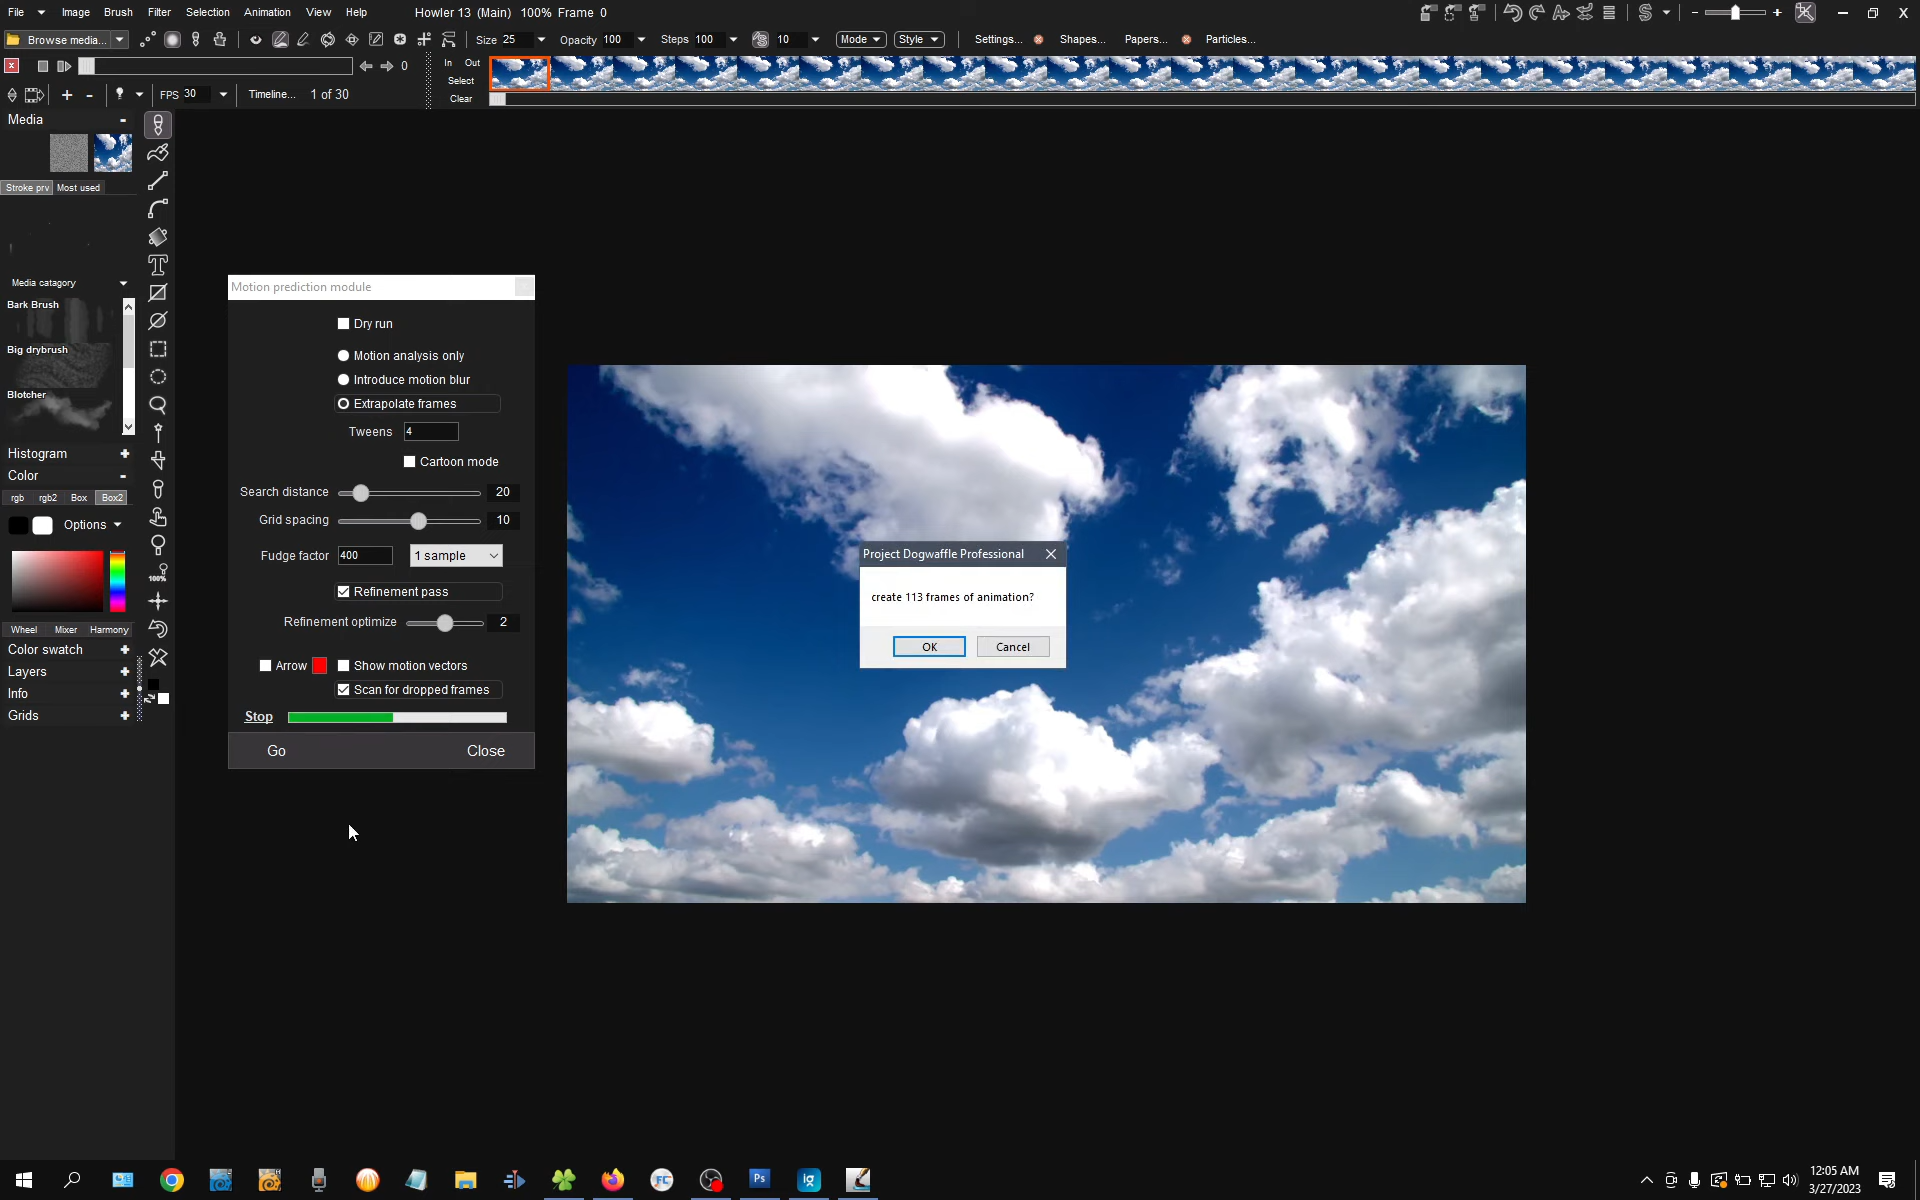 File Image Brush Filter Selection Animation View Help Howler 13 (Main) 100% Frame 0
Browse media... Size 25 Opacity 100 Steps 100 10 Mode Style Settings... Shapes... Papers... Particles...
0 In Out
Select
FPS 30 Timeline... 1 of 30 Clear
Media
Stroke prv Most used
Media catagory
Bark Brush
Big drybrush
Blotcher
Histogram
Color
rgb rgb2 Box Box2
Options
100%
Wheel Mixer Harmony
Color swatch
Layers
Info
Grids
Motion prediction module
Dry run
Motion analysis only
Introduce motion blur
Extrapolate frames
Tweens 4
Cartoon mode
Search distance 20
Grid spacing 10
Fudge factor 400 1 sample
Refinement pass
Refinement optimize 2
Arrow Show motion vectors
Scan for dropped frames
Stop
Go Close
Project Dogwaffle Professional
create 113 frames of animation?
OK Cancel
FC Ps Ig
12:05 AM
3/27/2023